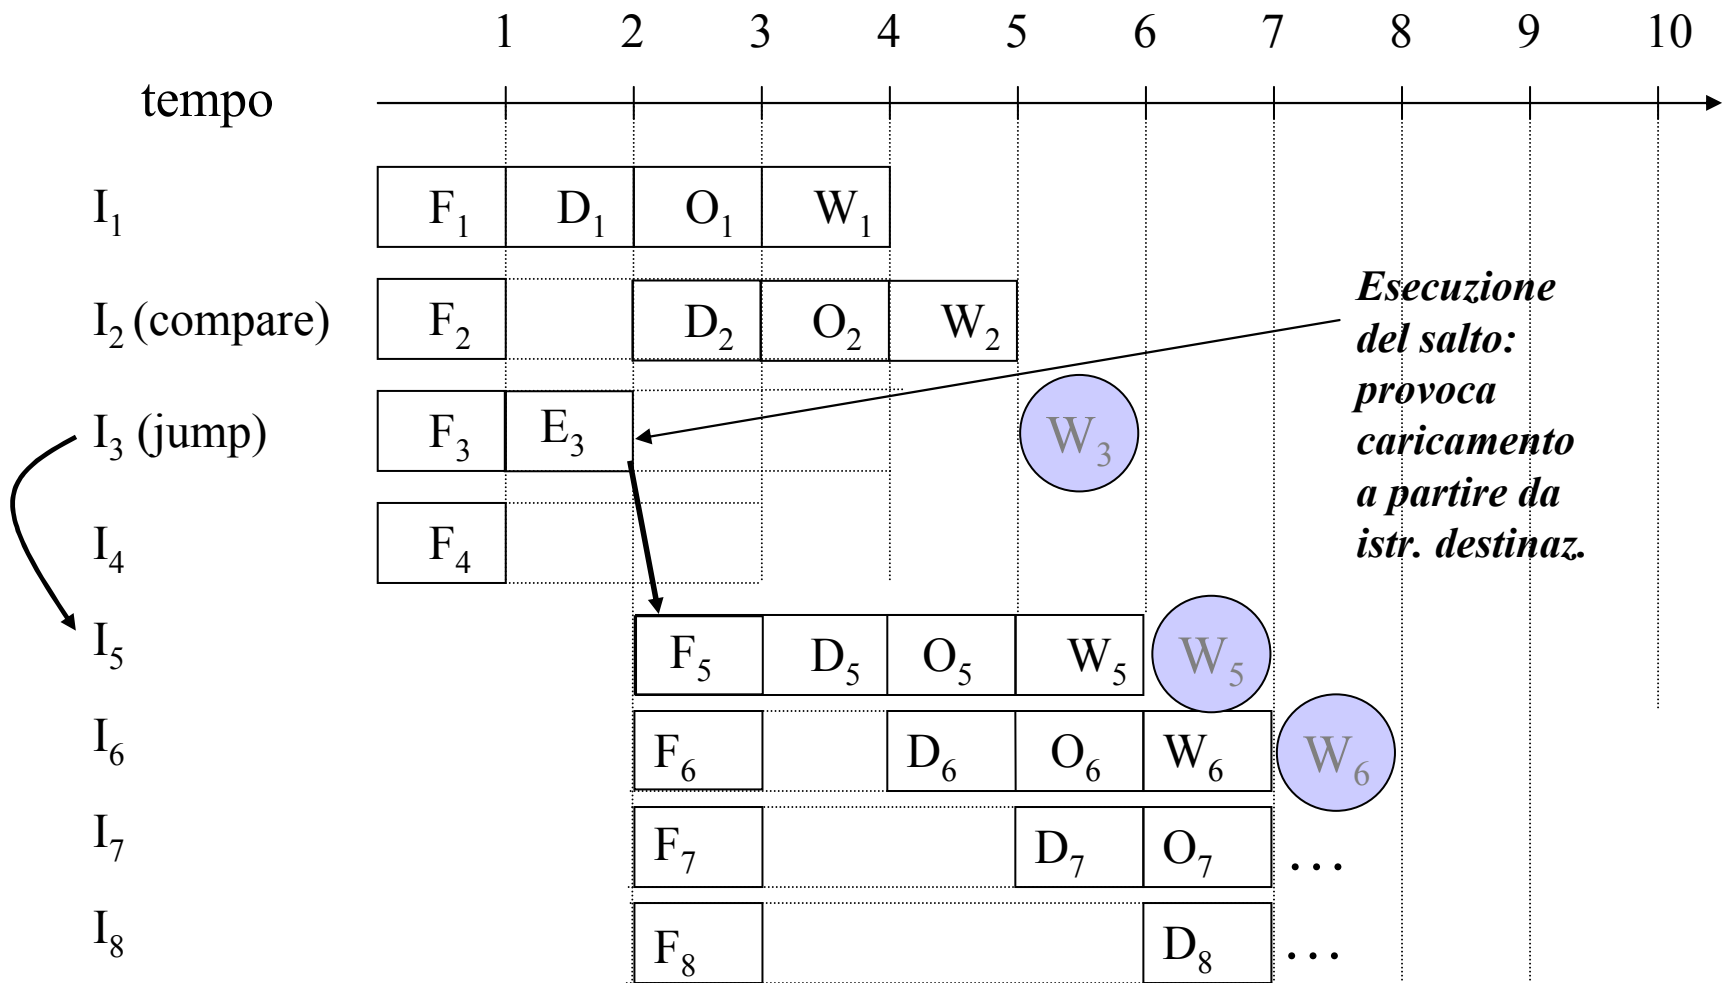 1 2 3 4 5 6 7 8 9 10
tempo
I1 F1 D1 O1 W1
I2 (compare) F2 D2 O2 W2
I3 (jump) F3 E3 W3
Esecuzione
del salto:
provoca
caricamento
a partire da
istr. destinaz.
I4 F4
I5 F5 D5 O5 W5 W5
I6 F6 D6 O6 W6 W6
I7 F7 D7 O7 ...
I8 F8 D8 ...